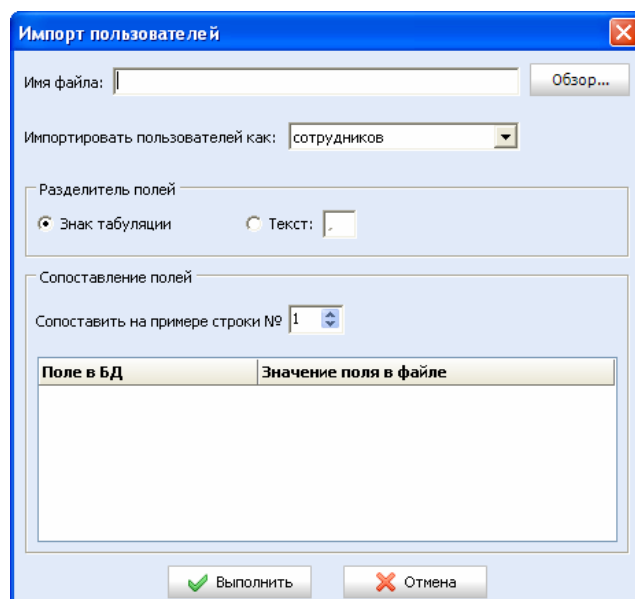 Импорт пользователей
Имя файла: Обзор...
Импортировать пользователей как: сотрудников
Разделитель полей
Знак табуляции Текст: ,
Сопоставление полей
Сопоставить на примере строки № 1
Поле в БД Значение поля в файле
Выполнить Отмена